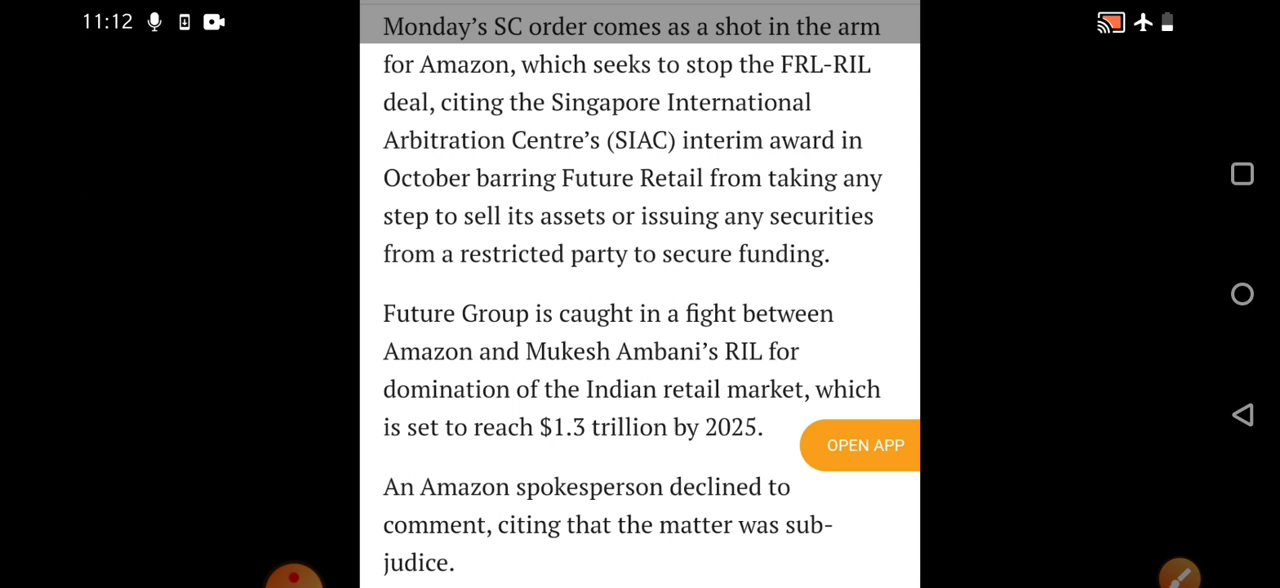 11:12
Monday’s SC order comes as a shot in the arm
for Amazon, which seeks to stop the FRL-RIL
deal, citing the Singapore International
Arbitration Centre’s (SIAC) interim award in
October barring Future Retail from taking any
step to sell its assets or issuing any securities
from a restricted party to secure funding.
Future Group is caught in a fight between
Amazon and Mukesh Ambani’s RIL for
domination of the Indian retail market, which
is set to reach $1.3 trillion by 2025.
OPEN APP
An Amazon spokesperson declined to
comment, citing that the matter was sub-
judice.